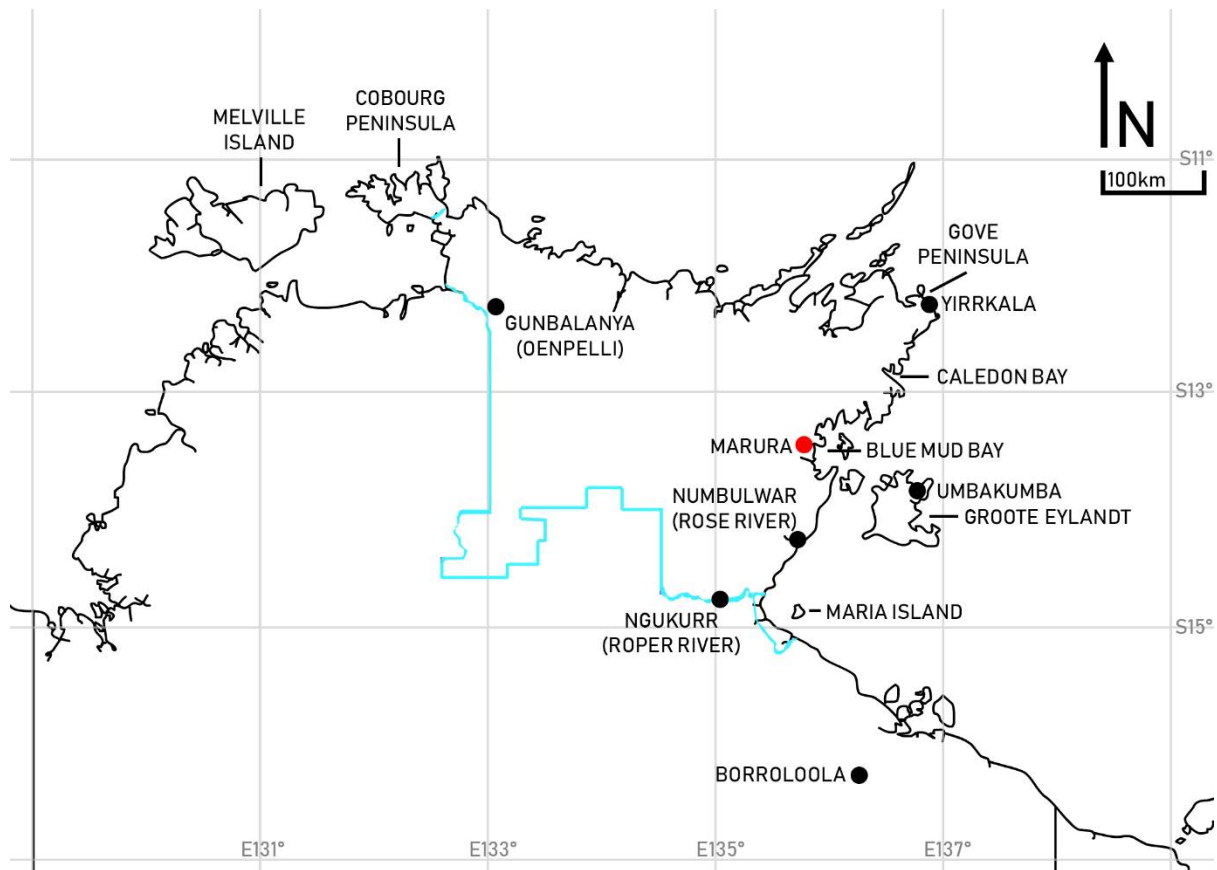 COBOURG
PENINSULA
MELVILLE
ISLAND
N
S11°
100km
GOVE
PENINSULA
YIRRKALA
GUNBALANYA
(OENPELLI)
CALEDON BAY
S13°
MARURA
BLUE MUD BAY
NUMBULWAR
(ROSE RIVER)
UMBAKUMBA
GROOTE EYLANDT
NGUKURR
(ROPER RIVER)
MARIA ISLAND
S15°
BORROLOOLA
E131°
E133°
E135°
E137°